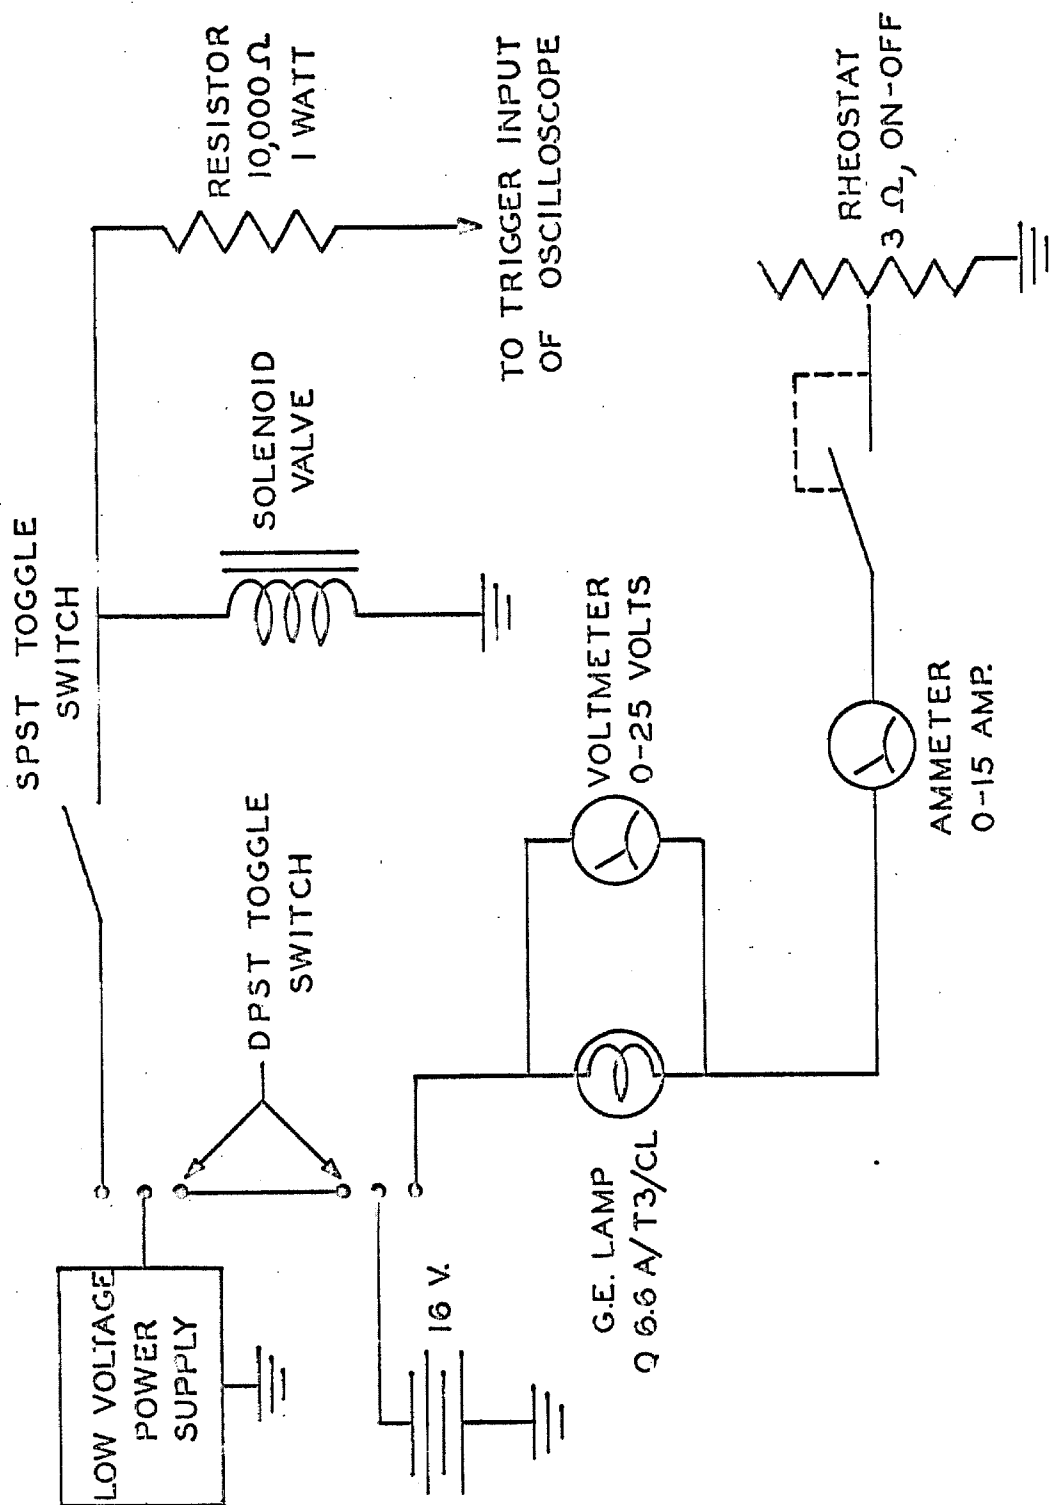 SPST TOGGLE
SWITCH
RESISTOR
10,000 Ω
1 WATT
SOLENOID
VALVE
TO TRIGGER INPUT
OF OSCILLOSCOPE
LOW VOLTAGE
POWER
SUPPLY
DPST TOGGLE
SWITCH
16 V.
VOLTMETER
0-25 VOLTS
G.E. LAMP
Q 6.6 A/T3/CL
AMMETER
0-15 AMP.
RHEOSTAT
3 Ω, ON-OFF